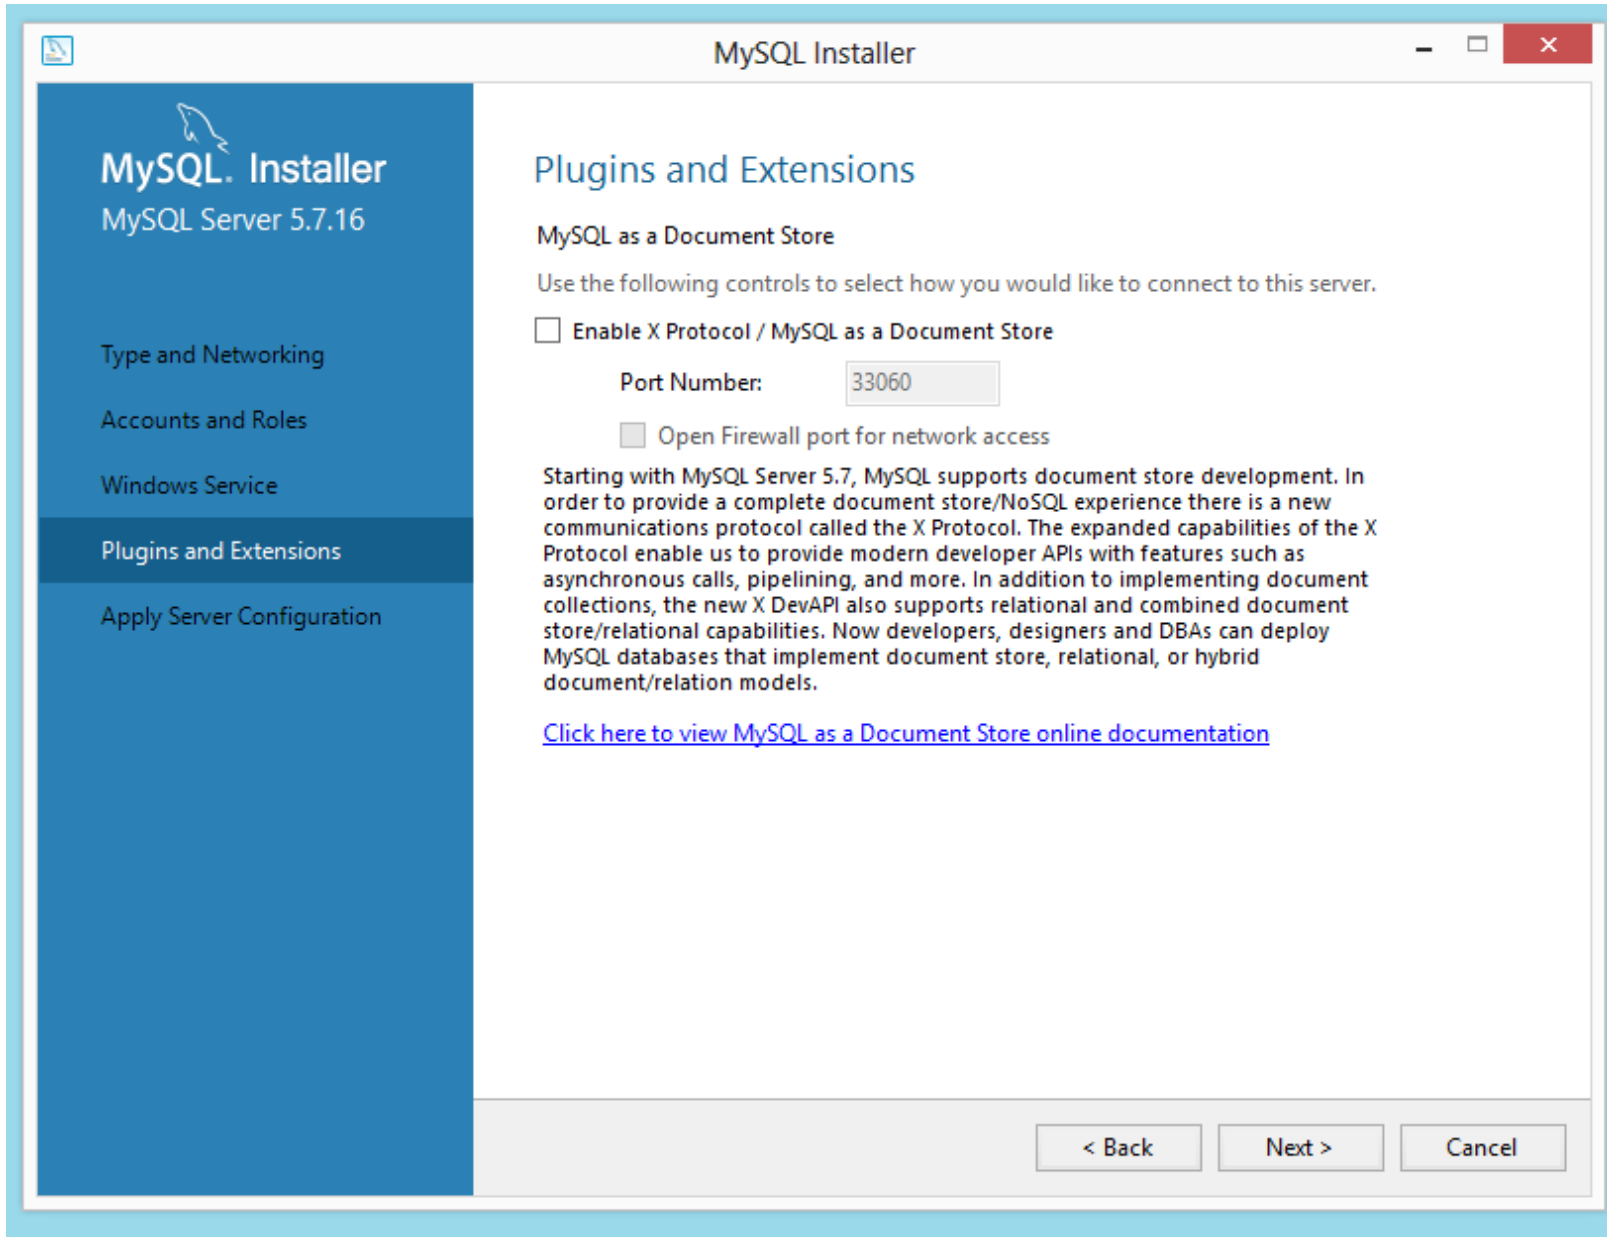 MySQL Installer
MySQL. Installer
MySQL Server 5.7.16
Type and Networking
Accounts and Roles
Windows Service
Plugins and Extensions
Apply Server Configuration
Plugins and Extensions
MySQL as a Document Store
Use the following controls to select how you would like to connect to this server.
Enable X Protocol / MySQL as a Document Store
Port Number: 33060
Open Firewall port for network access
Starting with MySQL Server 5.7, MySQL supports document store development. In
order to provide a complete document store/NoSQL experience there is a new
communications protocol called the X Protocol. The expanded capabilities of the X
Protocol enable us to provide modern developer APIs with features such as
asynchronous calls, pipelining, and more. In addition to implementing document
collections, the new X DevAPI also supports relational and combined document
store/relational capabilities. Now developers, designers and DBAs can deploy
MySQL databases that implement document store, relational, or hybrid
document/relation models.
Click here to view MySQL as a Document Store online documentation
< Back Next > Cancel